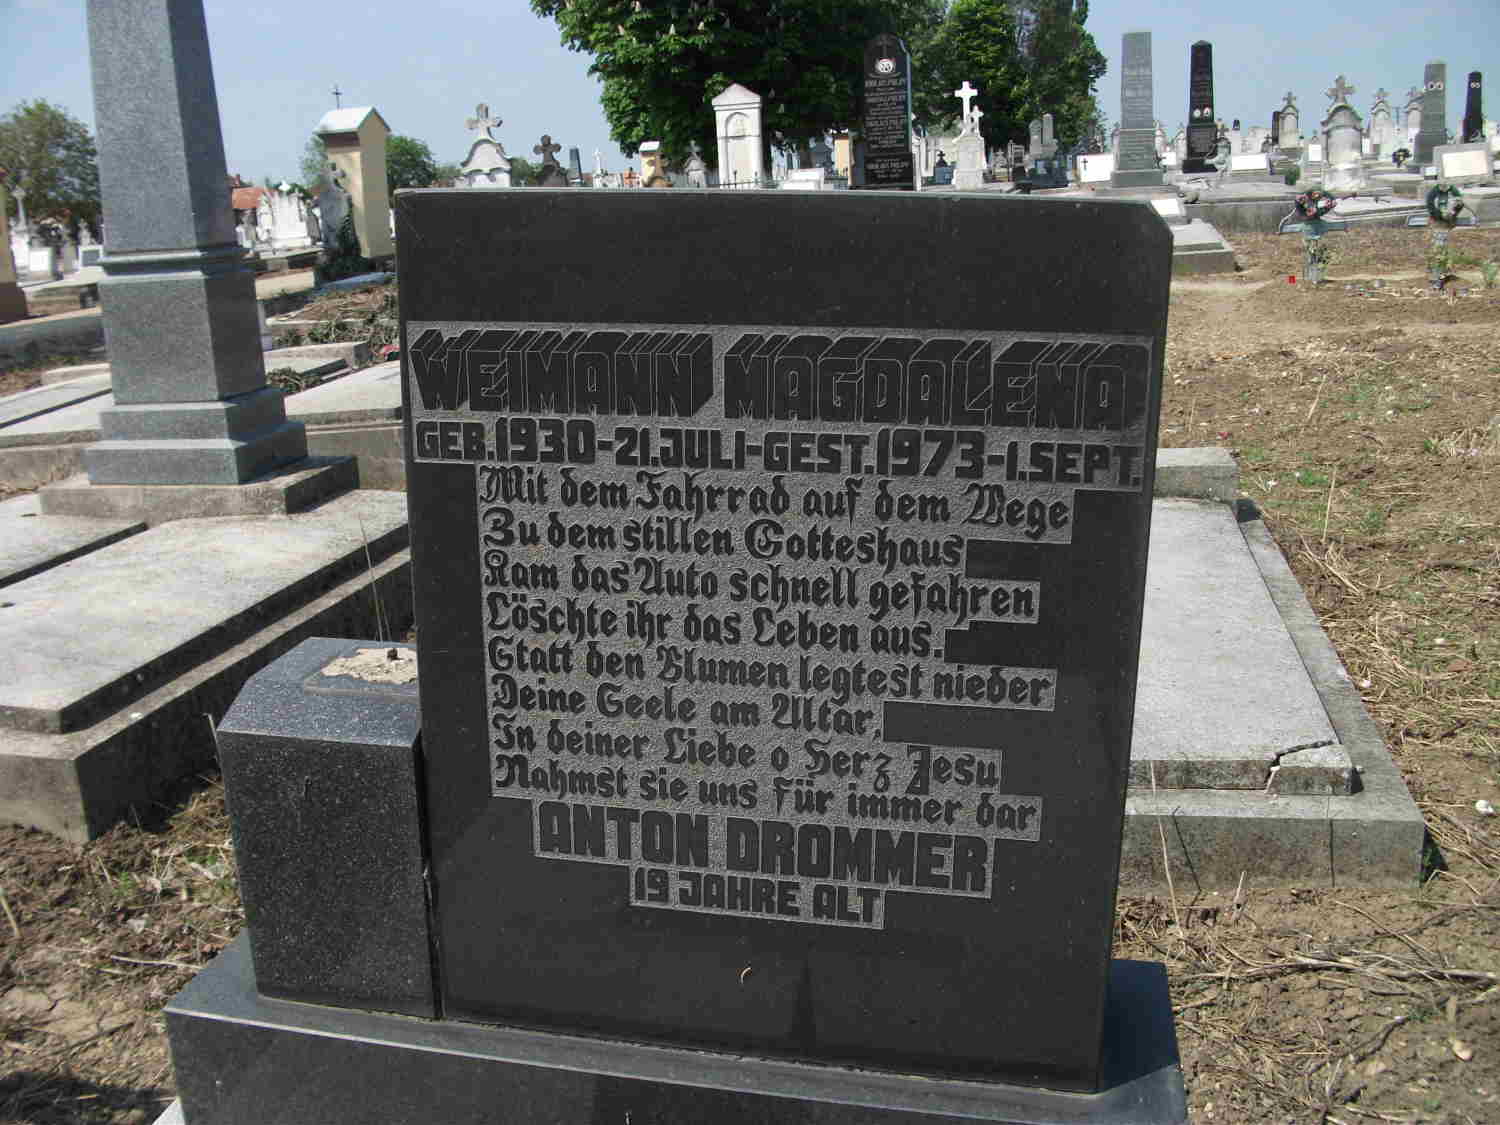 WEIMANN MAGDALENA
GEB.1930-21.JULI-GEST.1973-1.SEPT.
Mit dem Fahrrad auf dem Wege
Zu dem stillen Gotteshaus
Kam das Auto schnell gefahren
Löschte ihr das Leben aus.
Statt den Blumen legtest nieder
Deine Seele am Altar,
In deiner Liebe o Herz Jesu
Nahmst sie uns für immer dar
ANTON DROMMER
19 JAHRE ALT